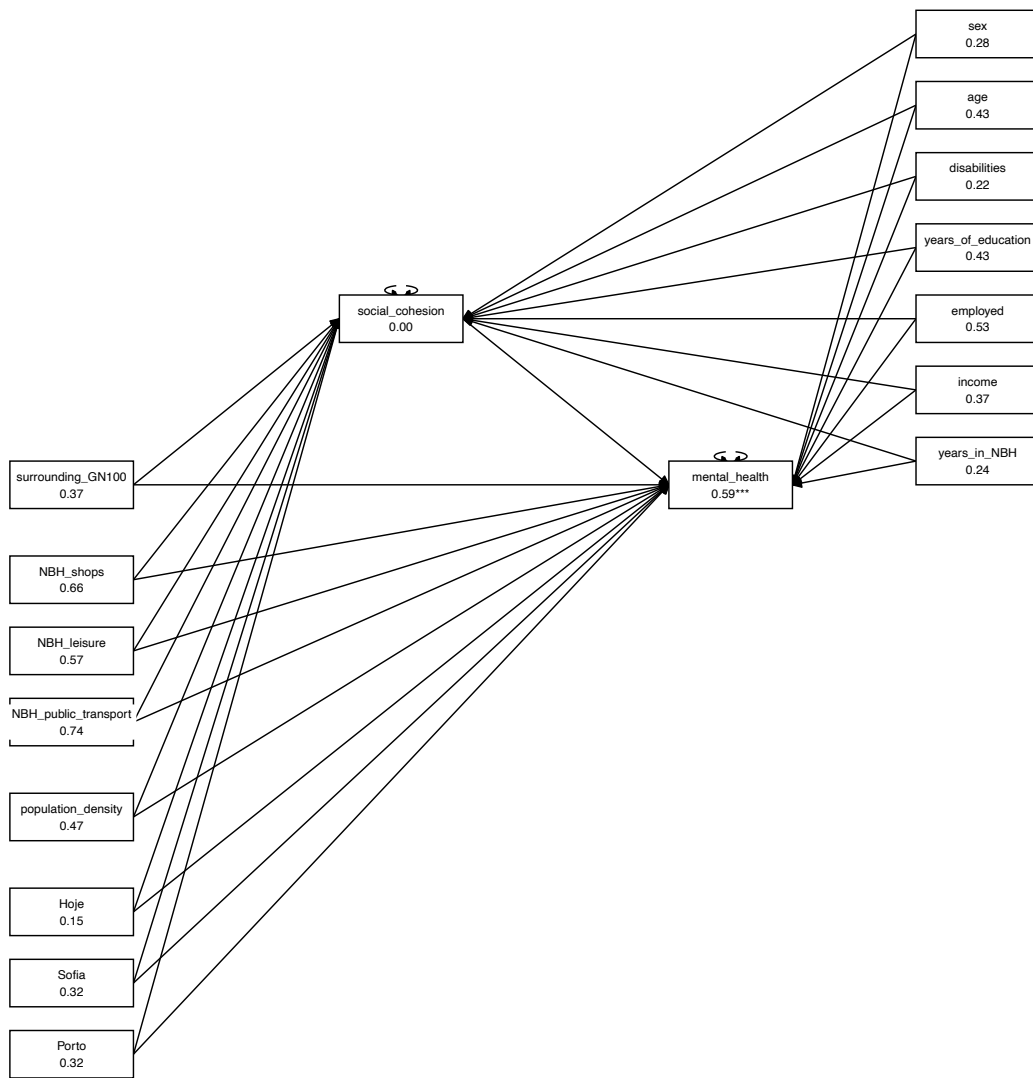 sex
0.28
age
0.43
disabilities
0.22
years_of_education
0.43
social_cohesion
0.00
employed
0.53
income
0.37
years_in_NBH
0.24
surrounding_GN100
0.37
mental_health
0.59***
NBH_shops
0.66
NBH_leisure
0.57
NBH_public_transport
0.74
population_density
0.47
Hoje
0.15
Sofia
0.32
Porto
0.32